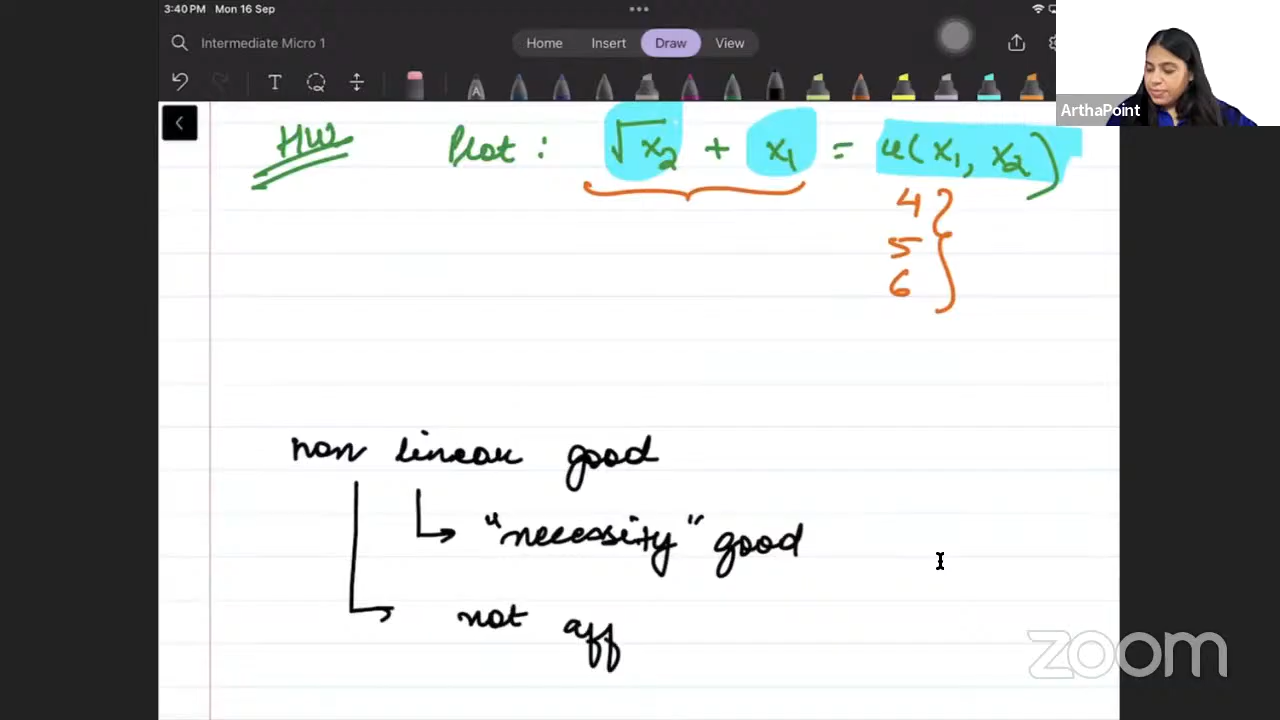 3:40 PM Mon 16 Sep
Intermediate Micro 1
Home Insert Draw View
ArthaPoint
HW Plot : √x₂ + x₁ = u(x₁, x₂)
4
5
6
non linear good
"necessity" good
not aff
zoom